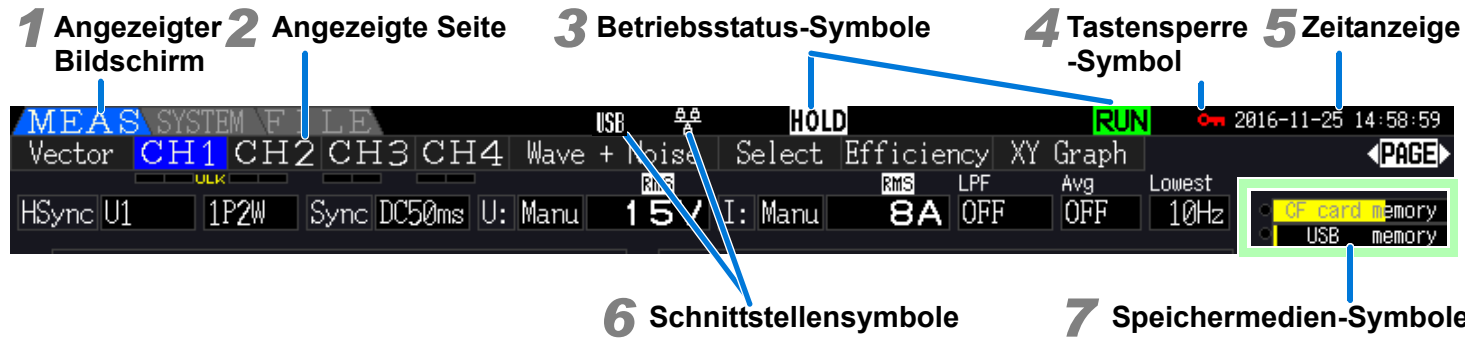 1 Angezeigter Bildschirm
2 Angezeigte Seite
3 Betriebsstatus-Symbole
4 Tastensperre -Symbol
5 Zeitanzeige
MEAS SYSTEM FILE USB HOLD RUN 2016-11-25 14:58:59
Vector CH1 CH2 CH3 CH4 Wave + Noise Select Efficiency XY Graph PAGE
ULK RMS RMS LPF Avg Lowest
HSync U1 1P2W Sync DC50ms U: Manu 15V I: Manu 8A OFF OFF 10Hz
CF card memory
USB memory
6 Schnittstellensymbole
7 Speichermedien-Symbole